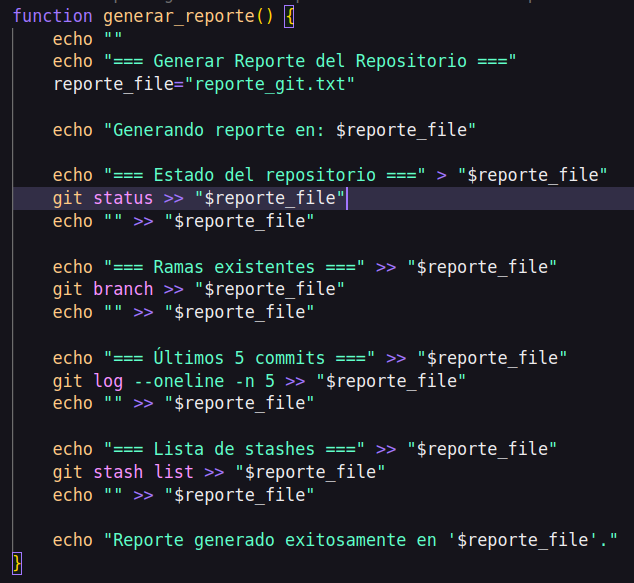 function generar_reporte() {
    echo ""
    echo "=== Generar Reporte del Repositorio ==="
    reporte_file="reporte_git.txt"

    echo "Generando reporte en: $reporte_file"

    echo "=== Estado del repositorio ===" > "$reporte_file"
    git status >> "$reporte_file"
    echo "" >> "$reporte_file"

    echo "=== Ramas existentes ===" >> "$reporte_file"
    git branch >> "$reporte_file"
    echo "" >> "$reporte_file"

    echo "=== Últimos 5 commits ===" >> "$reporte_file"
    git log --oneline -n 5 >> "$reporte_file"
    echo "" >> "$reporte_file"

    echo "=== Lista de stashes ===" >> "$reporte_file"
    git stash list >> "$reporte_file"
    echo "" >> "$reporte_file"

    echo "Reporte generado exitosamente en '$reporte_file'."
}